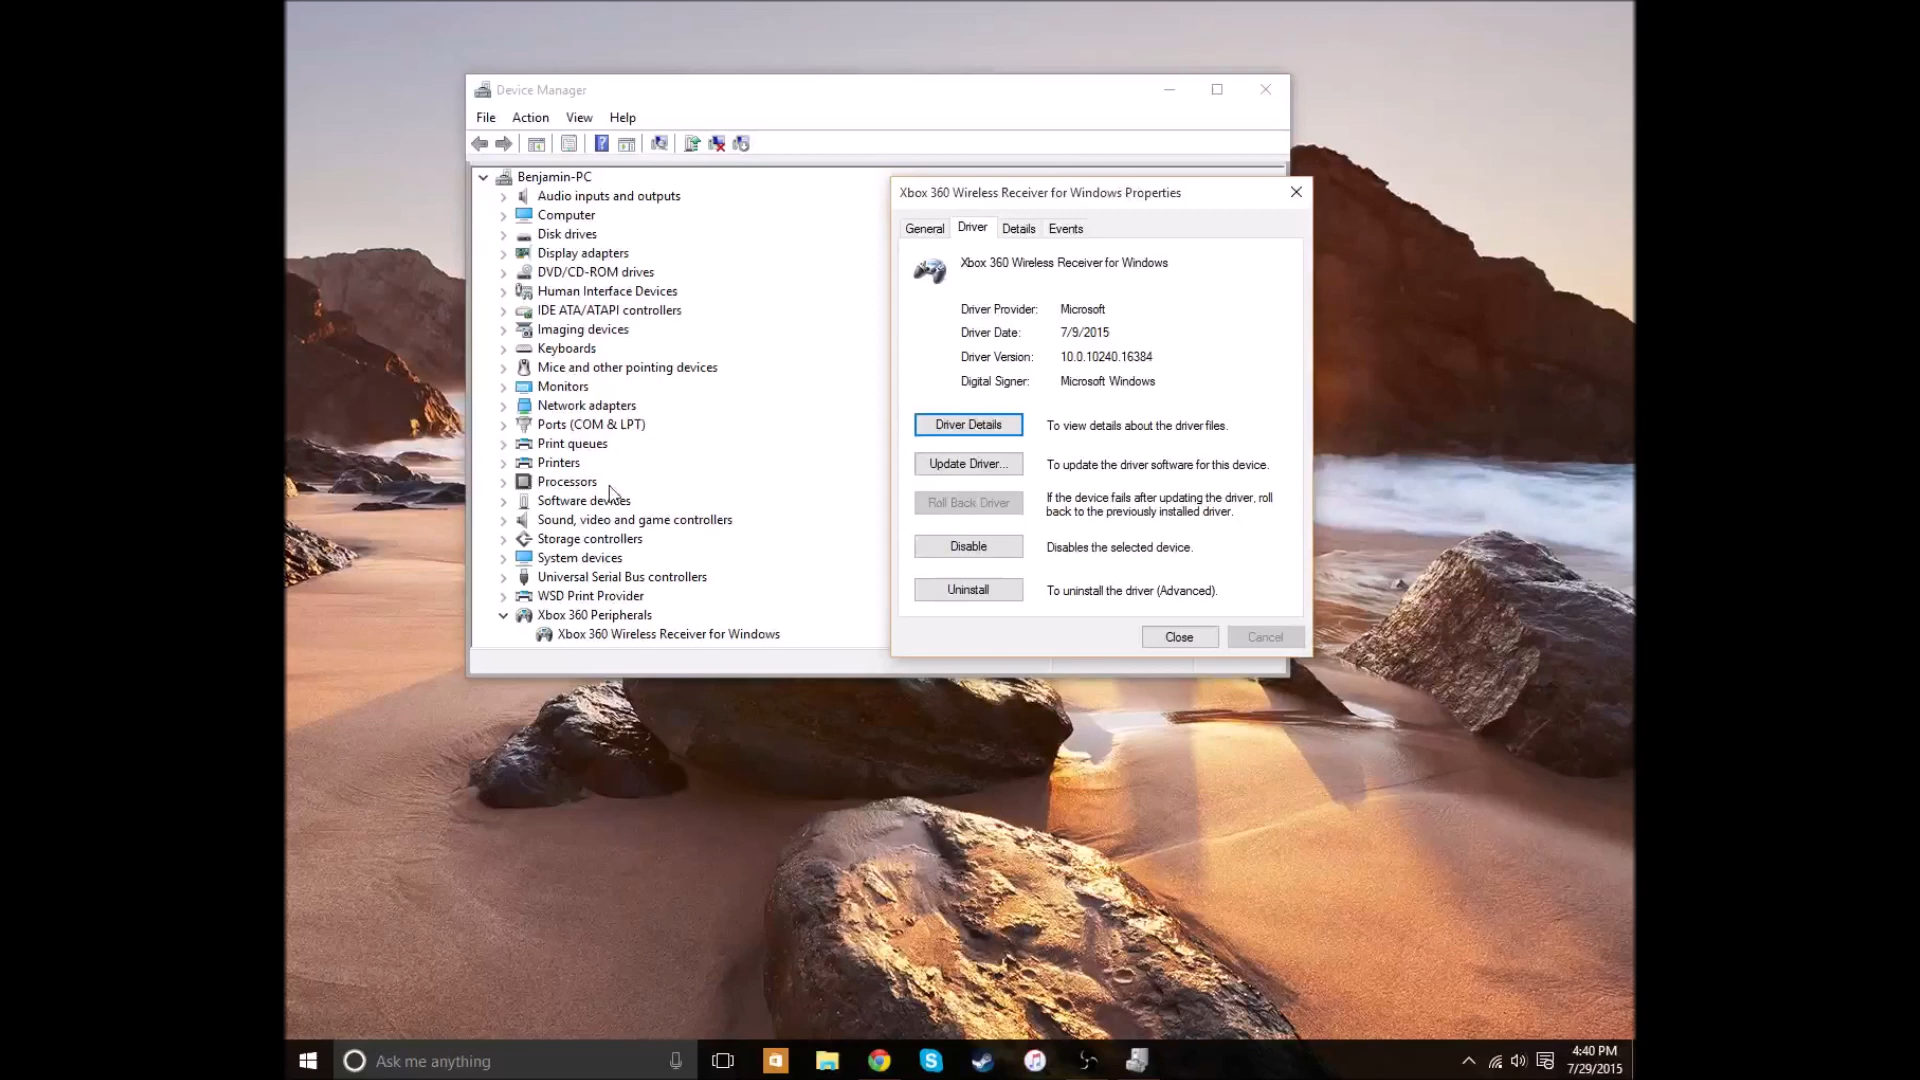 Device Manager
File Action View Help
Benjamin-PC
Audio inputs and outputs
Computer
Disk drives
Display adapters
DVD/CD-ROM drives
Human Interface Devices
IDE ATA/ATAPI controllers
Imaging devices
Keyboards
Mice and other pointing devices
Monitors
Network adapters
Ports (COM & LPT)
Print queues
Printers
Processors
Software devices
Sound, video and game controllers
Storage controllers
System devices
Universal Serial Bus controllers
WSD Print Provider
Xbox 360 Peripherals
Xbox 360 Wireless Receiver for Windows
Xbox 360 Wireless Receiver for Windows Properties
General Driver Details Events
Xbox 360 Wireless Receiver for Windows
Driver Provider: Microsoft
Driver Date: 7/9/2015
Driver Version: 10.0.10240.16384
Digital Signer: Microsoft Windows
Driver Details To view details about the driver files.
Update Driver... To update the driver software for this device.
Roll Back Driver If the device fails after updating the driver, roll
back to the previously installed driver.
Disable Disables the selected device.
Uninstall To uninstall the driver (Advanced).
Close Cancel
Ask me anything
4:40 PM
7/29/2015